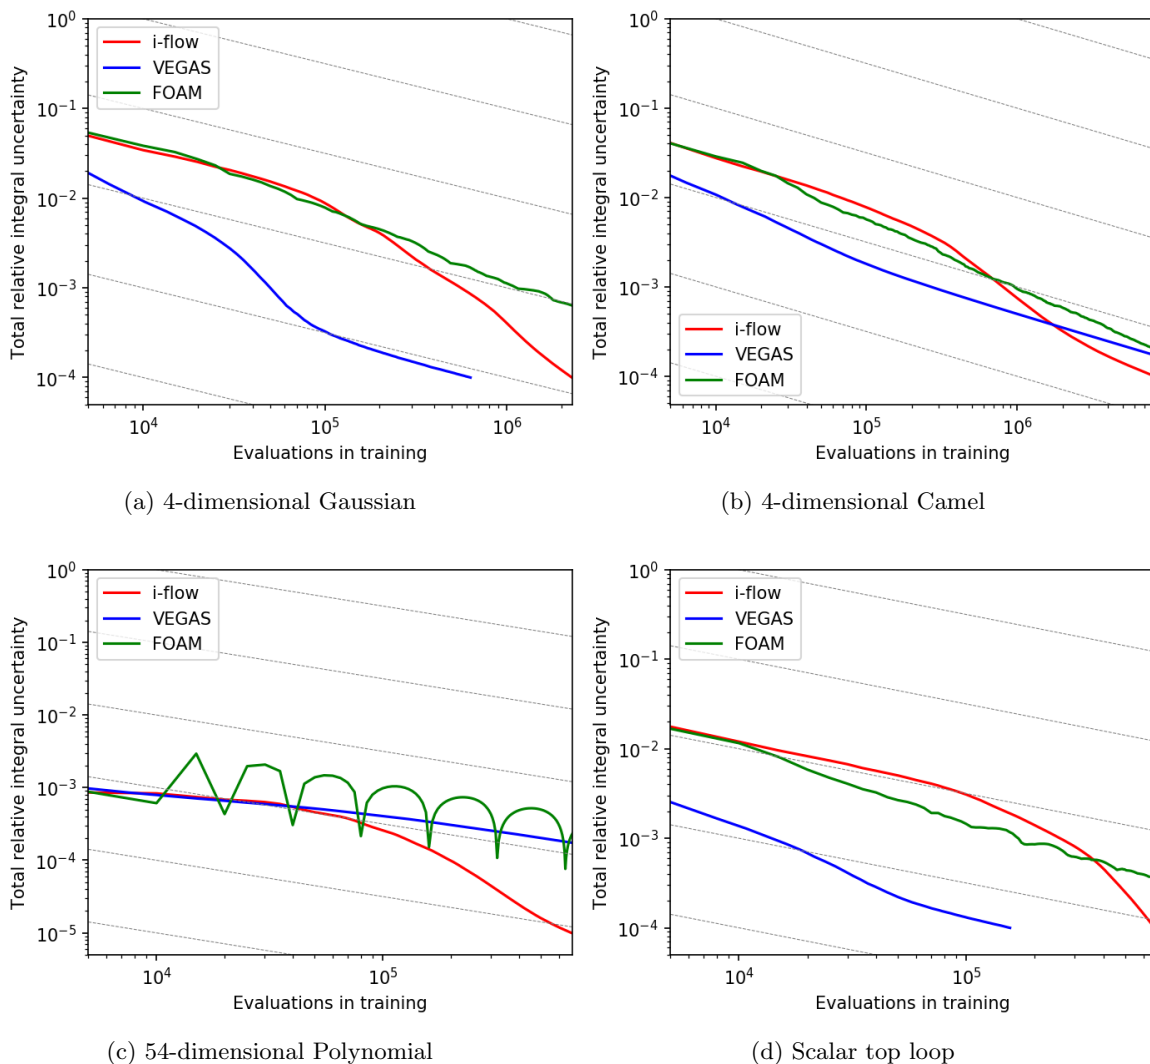 10^0
10^-1
10^-2
10^-3
10^-4
Total relative integral uncertainty
i-flow
VEGAS
FOAM
10^4
10^5
10^6
Evaluations in training
(a) 4-dimensional Gaussian
10^0
10^-1
10^-2
10^-3
10^-4
Total relative integral uncertainty
i-flow
VEGAS
FOAM
10^4
10^5
10^6
Evaluations in training
(b) 4-dimensional Camel
10^0
10^-1
10^-2
10^-3
10^-4
10^-5
Total relative integral uncertainty
i-flow
VEGAS
FOAM
10^4
10^5
Evaluations in training
(c) 54-dimensional Polynomial
10^0
10^-1
10^-2
10^-3
10^-4
Total relative integral uncertainty
i-flow
VEGAS
FOAM
10^4
10^5
Evaluations in training
(d) Scalar top loop